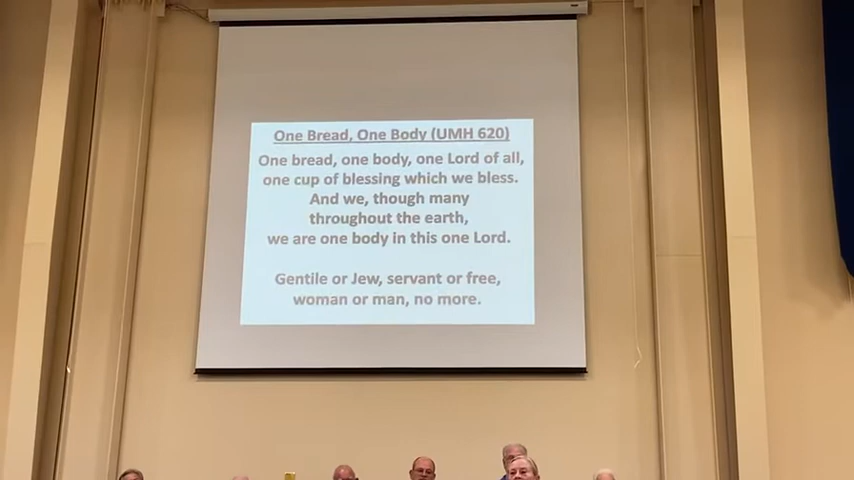 One Bread, One Body (UMH 620)
One bread, one body, one Lord of all,
one cup of blessing which we bless.
And we, though many
throughout the earth,
we are one body in this one Lord.
Gentile or Jew, servant or free,
woman or man, no more.